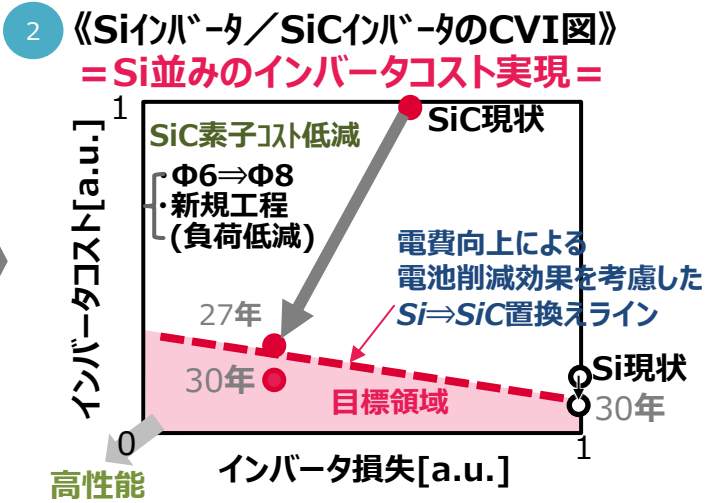 2
《Siインバータ／SiCインバータのCVI図》
＝Si並みのインバータコスト実現＝
1
インバータコスト[a.u.]
SiC現状
SiC素子コスト低減
・Φ6⇒Φ8
・新規工程
(負荷低減)
電費向上による
電池削減効果を考慮した
Si⇒SiC置換えライン
27年
30年
目標領域
Si現状
30年
0
1
インバータ損失[a.u.]
高性能